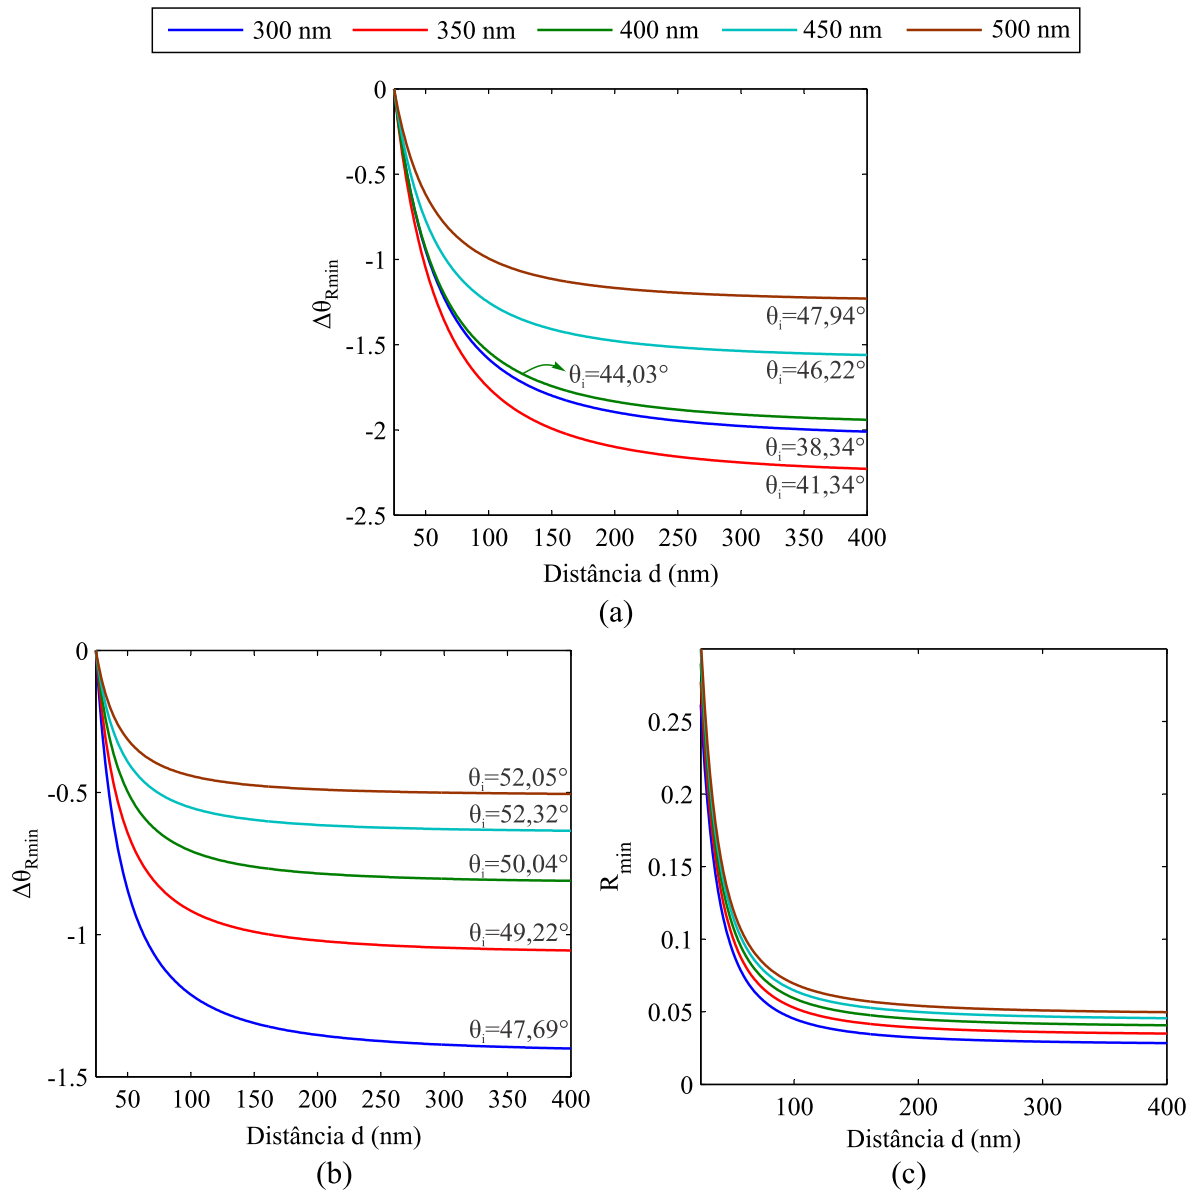 300 nm 350 nm 400 nm 450 nm 500 nm
0
-0.5
-1
-1.5
-2
-2.5
ΔθRmin
θi=47,94°
θi=46,22°
θi=44,03°
θi=38,34°
θi=41,34°
50 100 150 200 250 300 350 400
Distância d (nm)
(a)
0
-0.5
-1
-1.5
ΔθRmin
θi=52,05°
θi=52,32°
θi=50,04°
θi=49,22°
θi=47,69°
50 100 150 200 250 300 350 400
Distância d (nm)
(b)
0.25
0.2
0.15
0.1
0.05
0
Rmin
100 200 300 400
Distância d (nm)
(c)